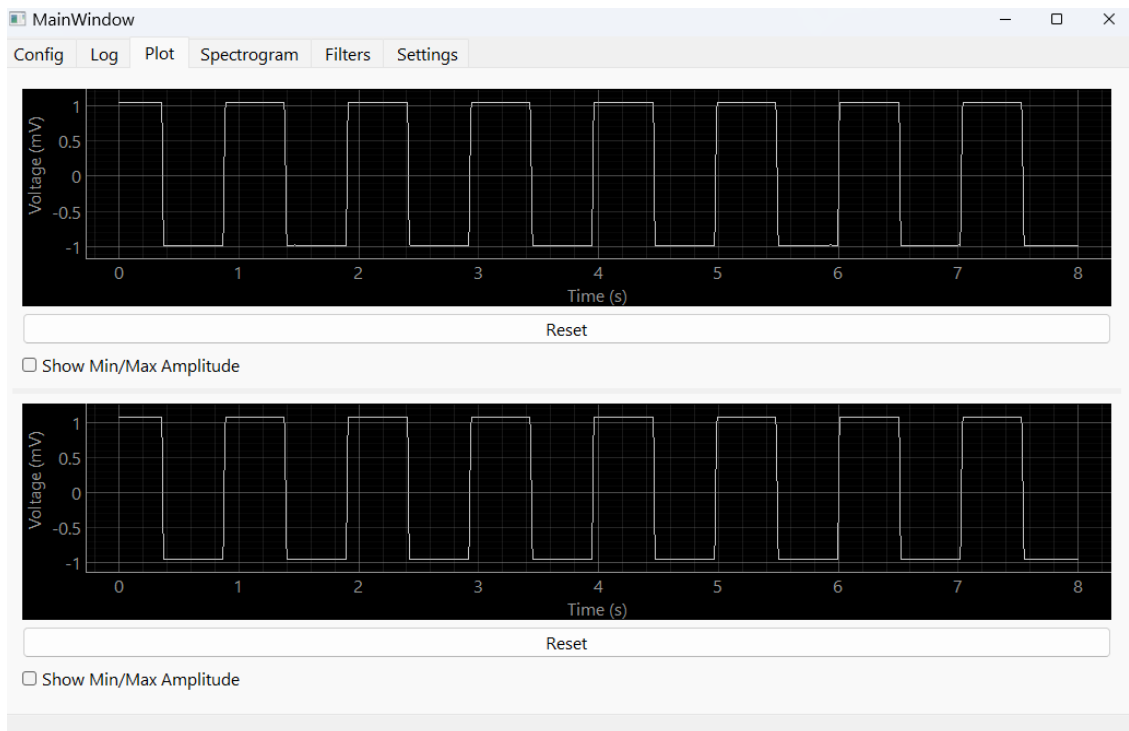 MainWindow
Config Log Plot Spectrogram Filters Settings
Voltage (mV)
1
0.5
0
-0.5
-1
0 1 2 3 4 5 6 7 8
Time (s)
Reset
Show Min/Max Amplitude
Voltage (mV)
1
0.5
0
-0.5
-1
0 1 2 3 4 5 6 7 8
Time (s)
Reset
Show Min/Max Amplitude